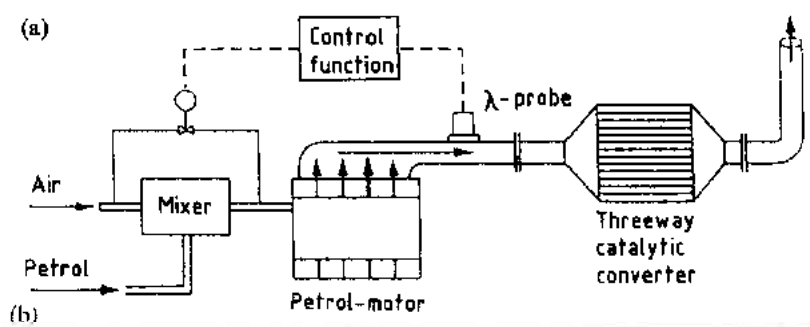 (a)
Control
function
λ-probe
Air
Mixer
Petrol
Petrol-motor
Threeway
catalytic
converter
(b)